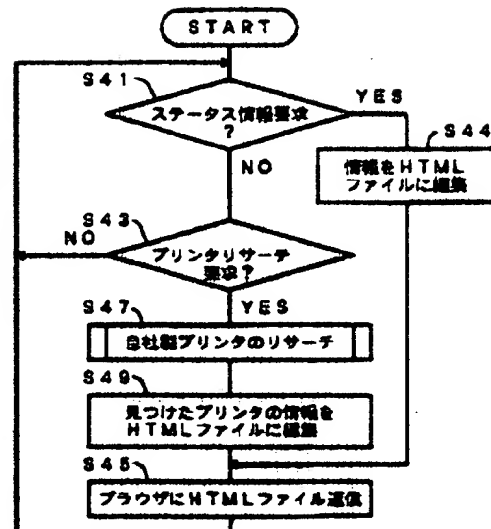 START
S41
ステータス情報要求
?
YES
NO
S44
情報をHTML
ファイルに編集
S43
NO
プリンタリサーチ
要求?
YES
S47
自社製プリンタのリサーチ
S49
見つけたプリンタの情報を
HTMLファイルに編集
S45
ブラウザにHTMLファイル返信